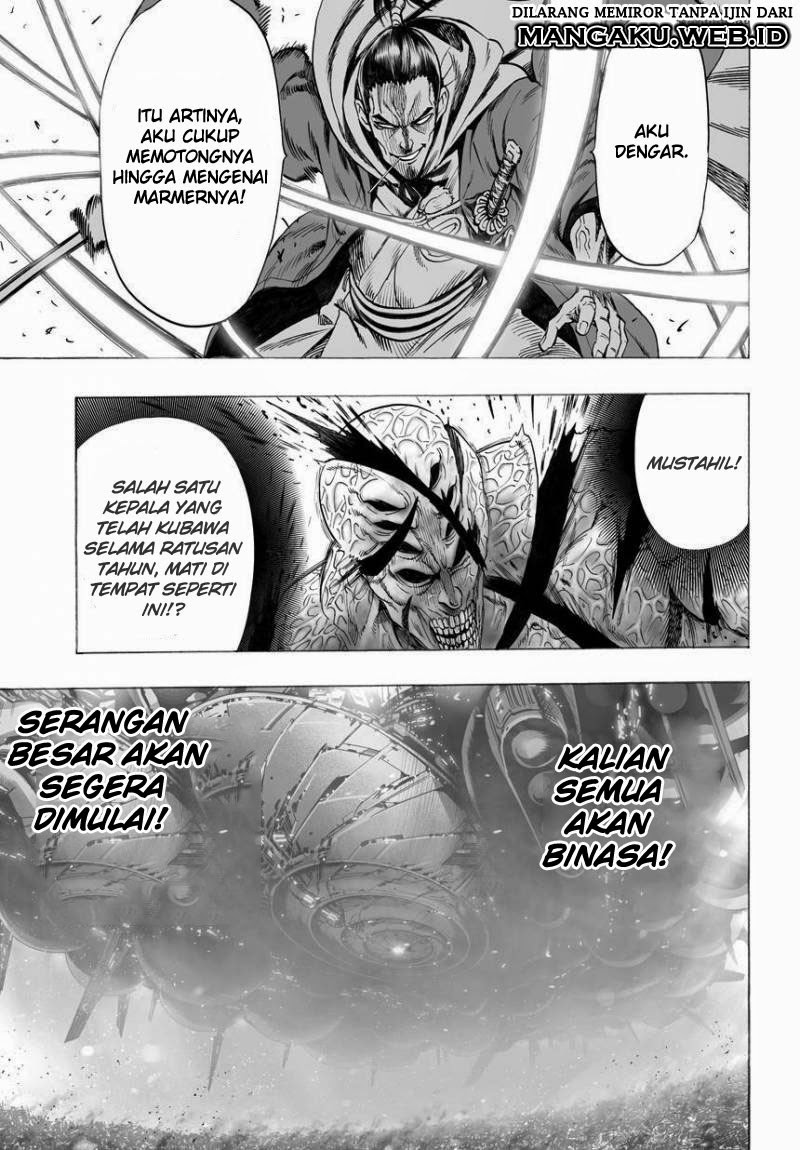 DILARANG MEMIROR TANPA IJIN DARI
MANGAKU.WEB.ID
AKU
DENGAR.
ITU ARTINYA,
AKU CUKUP
MEMOTONGNYA
HINGGA MENGENAI
MARMERNYA!
MUSTAHIL!
SALAH SATU
KEPALA YANG
TELAH KUBAWA
SELAMA RATUSAN
TAHUN, MATI DI
TEMPAT SEPERTI
INI!?
KALIAN
SEMUA
AKAN
BINASA!
SERANGAN
BESAR AKAN
SEGERA
DIMULAI!